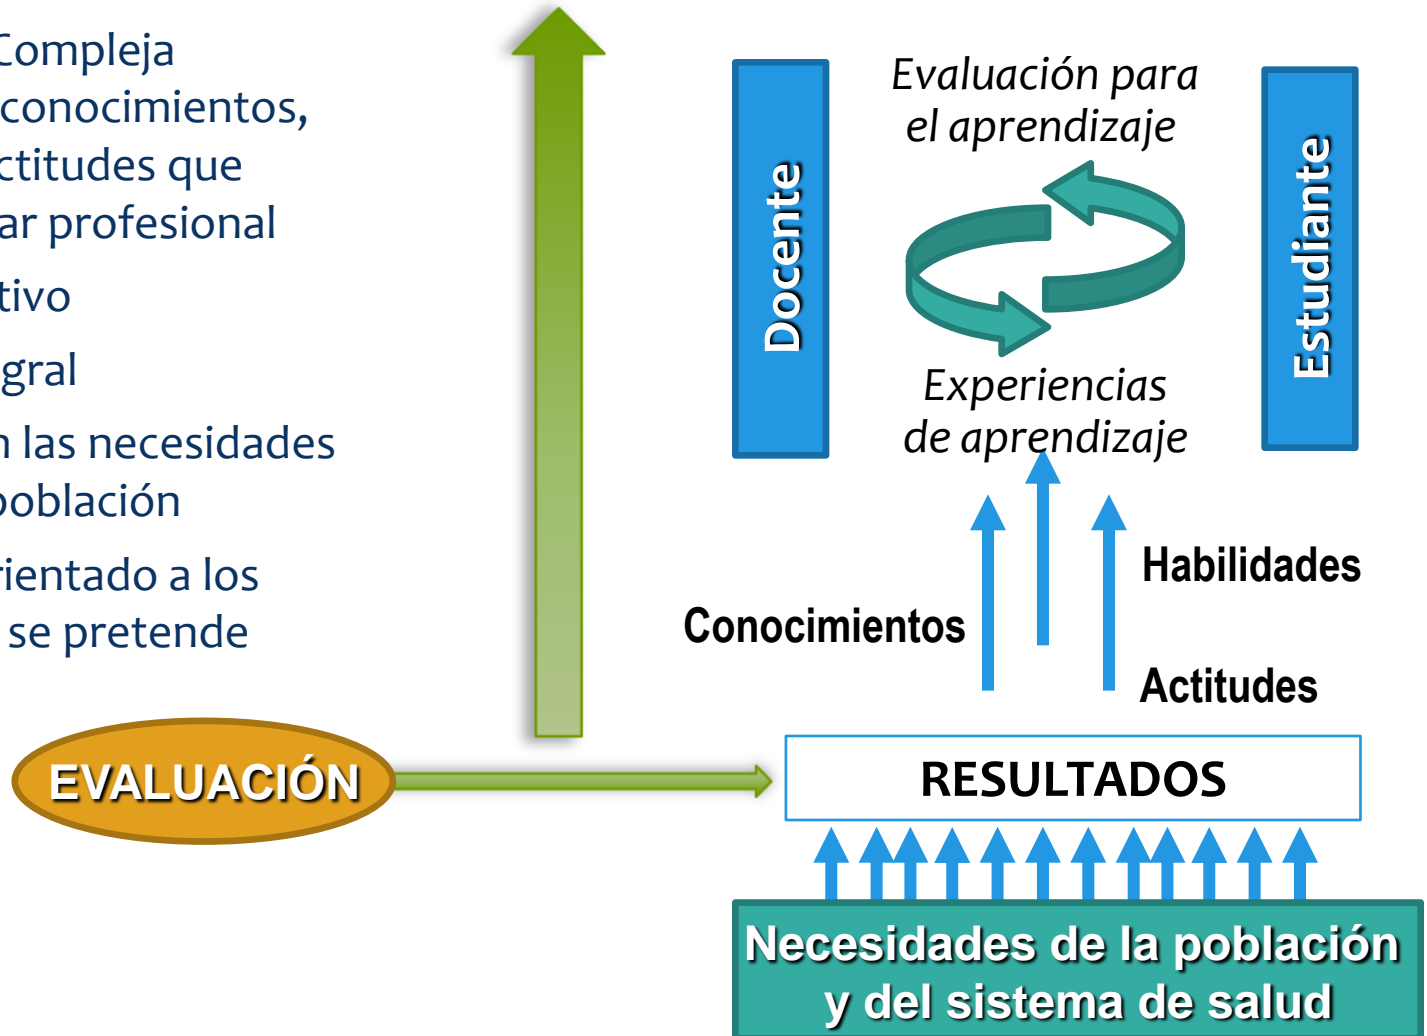 Compleja
conocimientos,
ctitudes que
ar profesional
tivo
gral
n las necesidades
población
rientado a los
se pretende
EVALUACIÓN
Docente
Evaluación para
el aprendizaje
Experiencias
de aprendizaje
Estudiante
Habilidades
Conocimientos
Actitudes
RESULTADOS
Necesidades de la población
y del sistema de salud